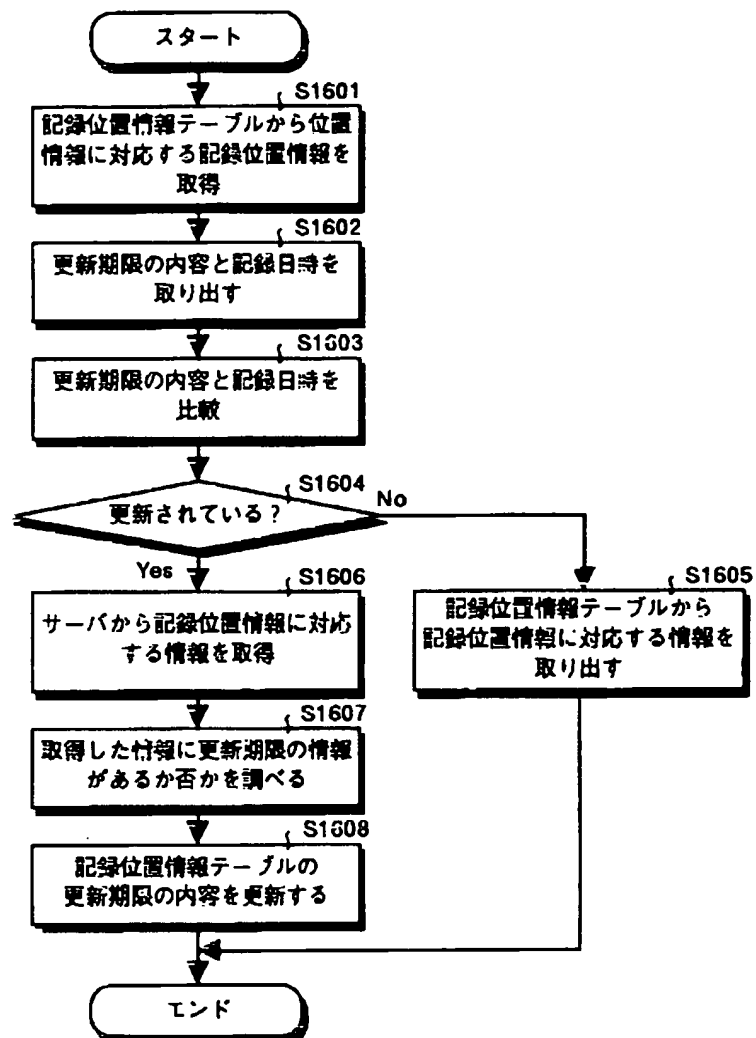 スタート
S1601
記録位置情報テーブルから位置
情報に対応する記録位置情報を
取得
S1602
更新期限の内容と記録日時を
取り出す
S1603
更新期限の内容と記録日時を
比較
S1604
更新されている?
No
Yes
S1606
サーバから記録位置情報に対応
する情報を取得
S1605
記録位置情報テーブルから
記録位置情報に対応する情報を
取り出す
S1607
取得した情報に更新期限の情報
があるか否かを調べる
S1608
記録位置情報テーブルの
更新期限の内容を更新する
エンド